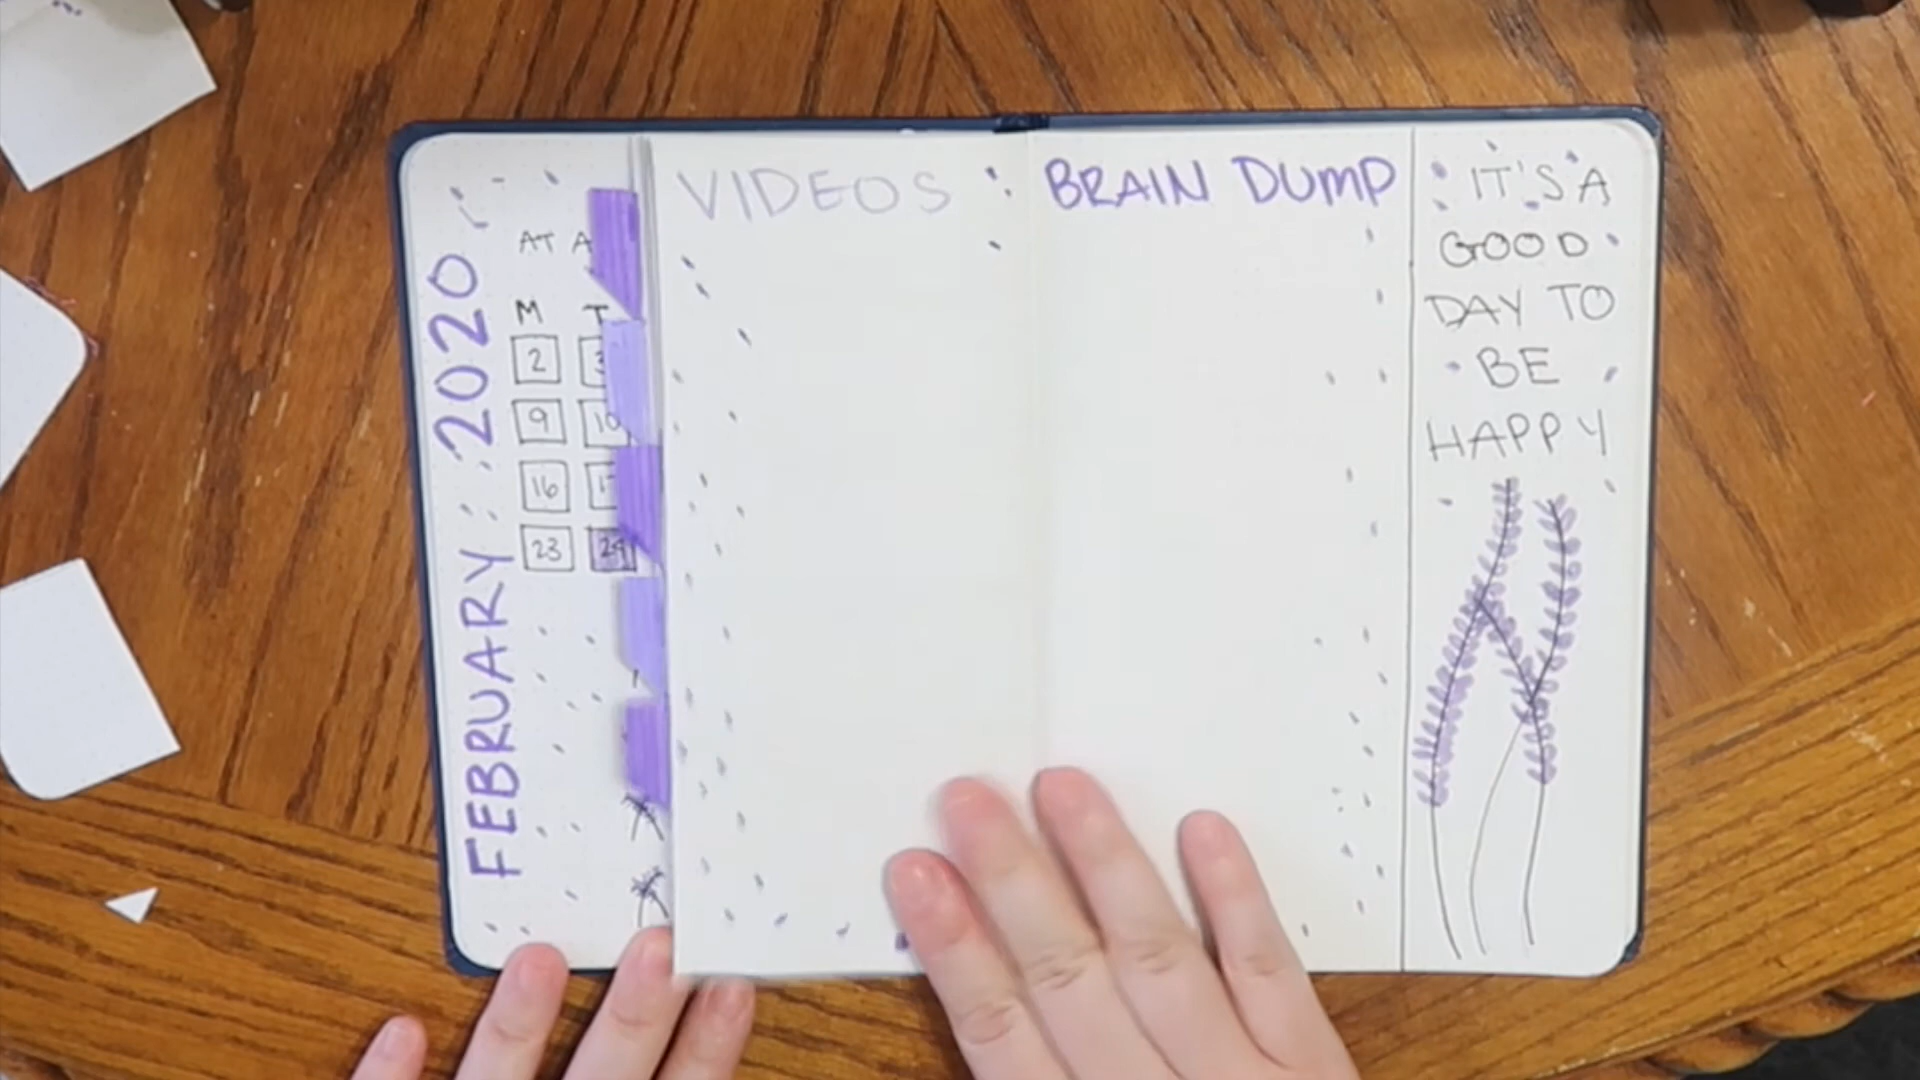 FEBRUARY : 2020
AT A
M T
2 3
9 10
16 17
23 24
VIDEOS :
BRAIN DUMP
IT'S A
GOOD
DAY TO
BE
HAPPY